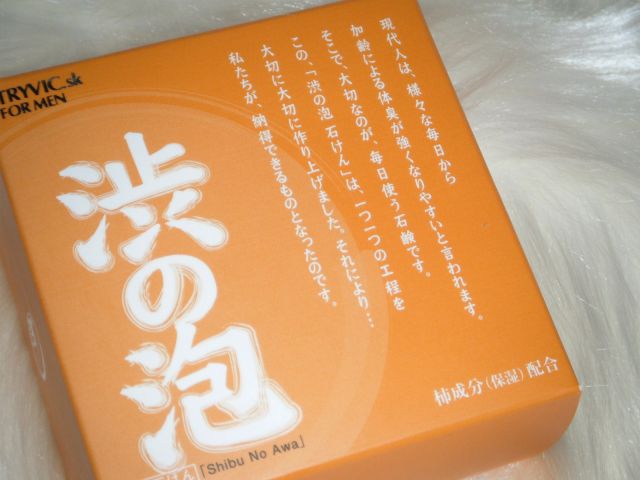 TRYVIC.sk
FOR MEN
渋の泡
「Shibu No Awa」
現代人は、様々な毎日から
加齢による体臭が強くなりやすいと言われます。
そこで、大切なのが、毎日使う石鹸です。
この、「渋の泡 石けん」は、一つ一つの工程を
大切に大切に作り上げました。それにより…
私たちが、納得できるものとなったのです。
柿成分（保湿）配合